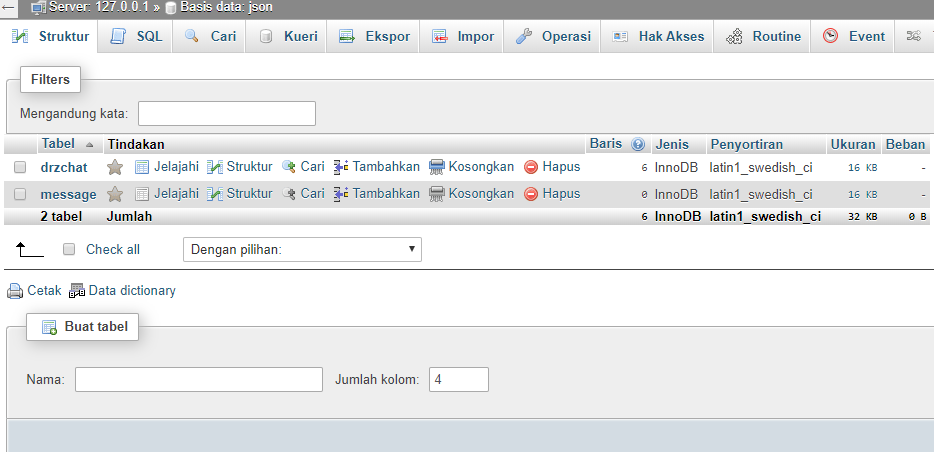 Server: 127.0.0.1 » Basis data: json
Struktur SQL Cari Kueri Ekspor Impor Operasi Hak Akses Routine Event
Filters
Mengandung kata:
Tabel Tindakan Baris Jenis Penyortiran Ukuran Beban
drzchat Jelajahi Struktur Cari Tambahkan Kosongkan Hapus 6 InnoDB latin1_swedish_ci 16 KB -
message Jelajahi Struktur Cari Tambahkan Kosongkan Hapus 0 InnoDB latin1_swedish_ci 16 KB -
2 tabel Jumlah 6 InnoDB latin1_swedish_ci 32 KB 0 B
Check all Dengan pilihan:
Cetak Data dictionary
Buat tabel
Nama: Jumlah kolom: 4